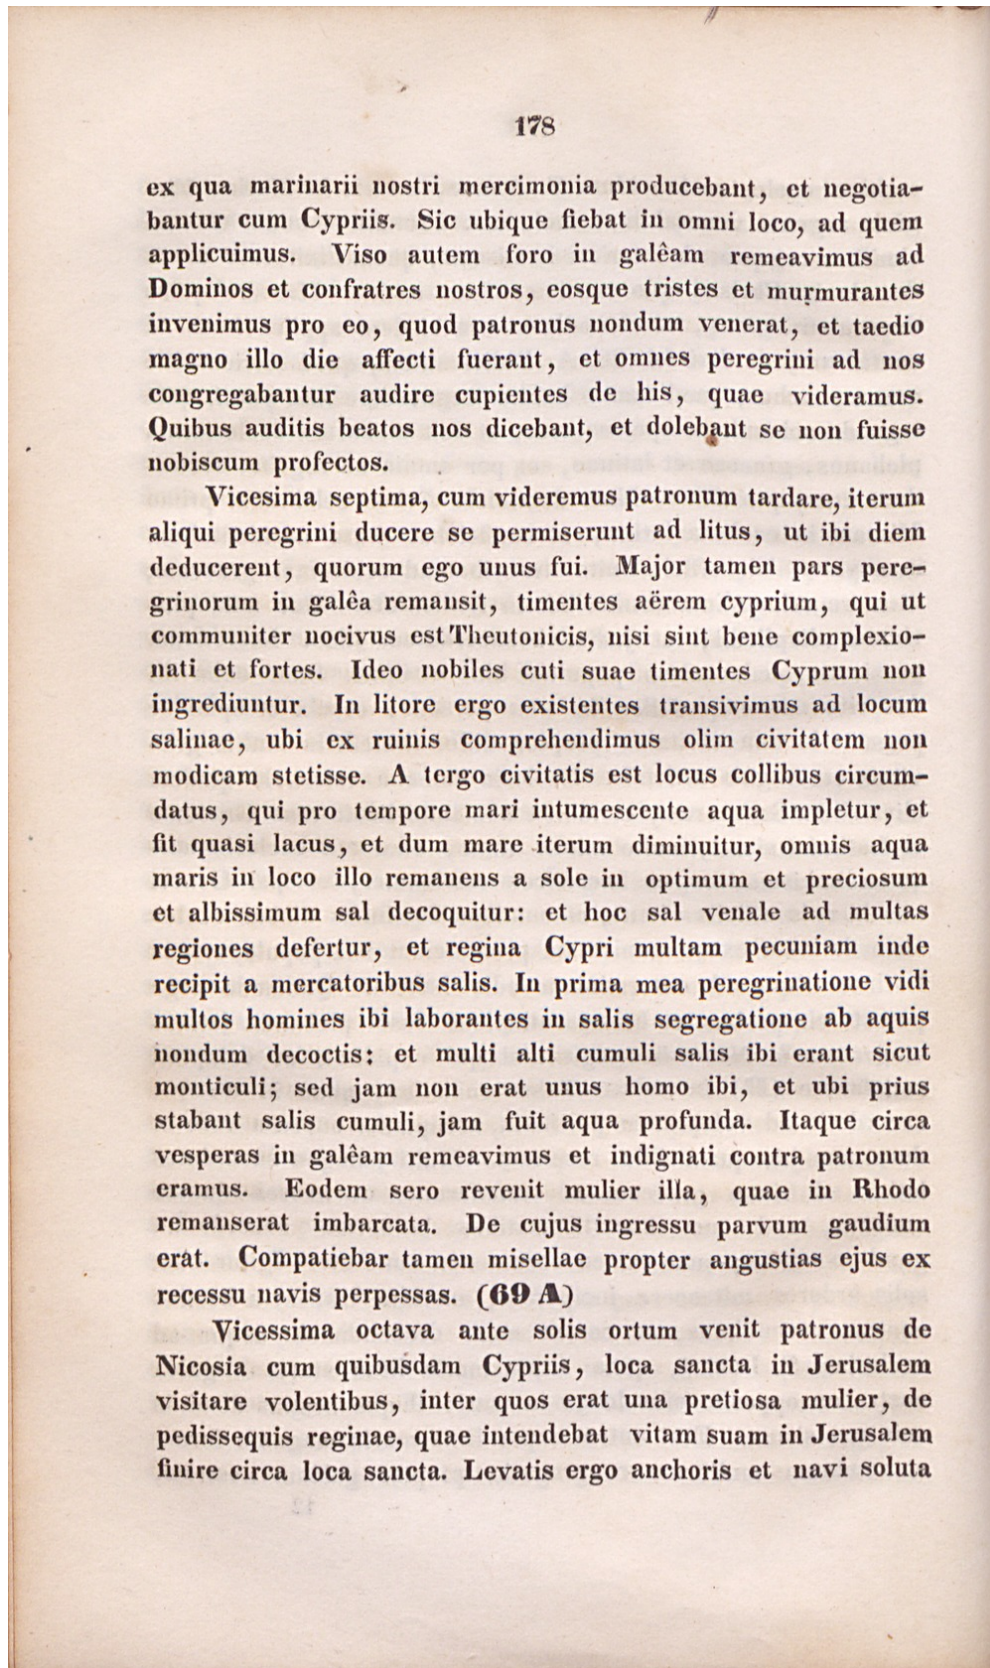 178
ex qua marinarii nostri mercimonia producebant, et negotia-
bantur cum Cypriis. Sic ubique fiebat in omni loco, ad quem
applicuimus. Viso autem foro in galêam remeavimus ad
Dominos et confratres nostros, eosque tristes et murmurantes
invenimus pro eo, quod patronus nondum venerat, et taedio
magno illo die affecti fuerant, et omnes peregrini ad nos
congregabantur audire cupientes de his, quae videramus.
Quibus auditis beatos nos dicebant, et dolebant se non fuisse
nobiscum profectos.
Vicesima septima, cum videremus patronum tardare, iterum
aliqui peregrini ducere se permiserunt ad litus, ut ibi diem
deducerent, quorum ego unus fui. Major tamen pars pere-
grinorum in galêa remansit, timentes aërem cyprium, qui ut
communiter nocivus est Theutonicis, nisi sint bene complexio-
nati et fortes. Ideo nobiles cuti suae timentes Cyprum non
ingrediuntur. In litore ergo existentes transivimus ad locum
salinae, ubi ex ruinis comprehendimus olim civitatem non
modicam stetisse. A tergo civitatis est locus collibus circum-
datus, qui pro tempore mari intumescente aqua impletur, et
fit quasi lacus, et dum mare iterum diminuitur, omnis aqua
maris in loco illo remanens a sole in optimum et preciosum
et albissimum sal decoquitur: et hoc sal venale ad multas
regiones defertur, et regina Cypri multam pecuniam inde
recipit a mercatoribus salis. In prima mea peregrinatione vidi
multos homines ibi laborantes in salis segregatione ab aquis
nondum decoctis; et multi alti cumuli salis ibi erant sicut
monticuli; sed jam non erat unus homo ibi, et ubi prius
stabant salis cumuli, jam fuit aqua profunda. Itaque circa
vesperas in galêam remeavimus et indignati contra patronum
eramus. Eodem sero revenit mulier illa, quae in Rhodo
remanserat imbarcata. De cujus ingressu parvum gaudium
erat. Compatiebar tamen misellae propter angustias ejus ex
recessu navis perpessas. (69 A)
Vicessima octava ante solis ortum venit patronus de
Nicosia cum quibusdam Cypriis, loca sancta in Jerusalem
visitare volentibus, inter quos erat una pretiosa mulier, de
pedissequis reginae, quae intendebat vitam suam in Jerusalem
finire circa loca sancta. Levatis ergo anchoris et navi soluta